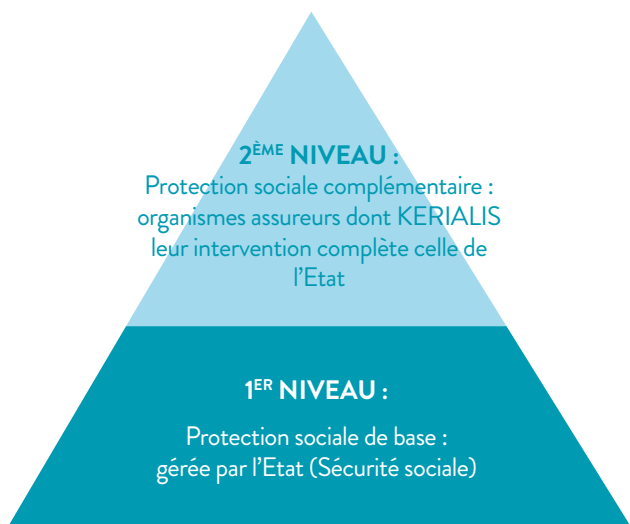 2ÈME NIVEAU :
Protection sociale complémentaire :
organismes assureurs dont KERIALIS
leur intervention complète celle de
l'Etat
1ER NIVEAU :
Protection sociale de base :
gérée par l'Etat (Sécurité sociale)